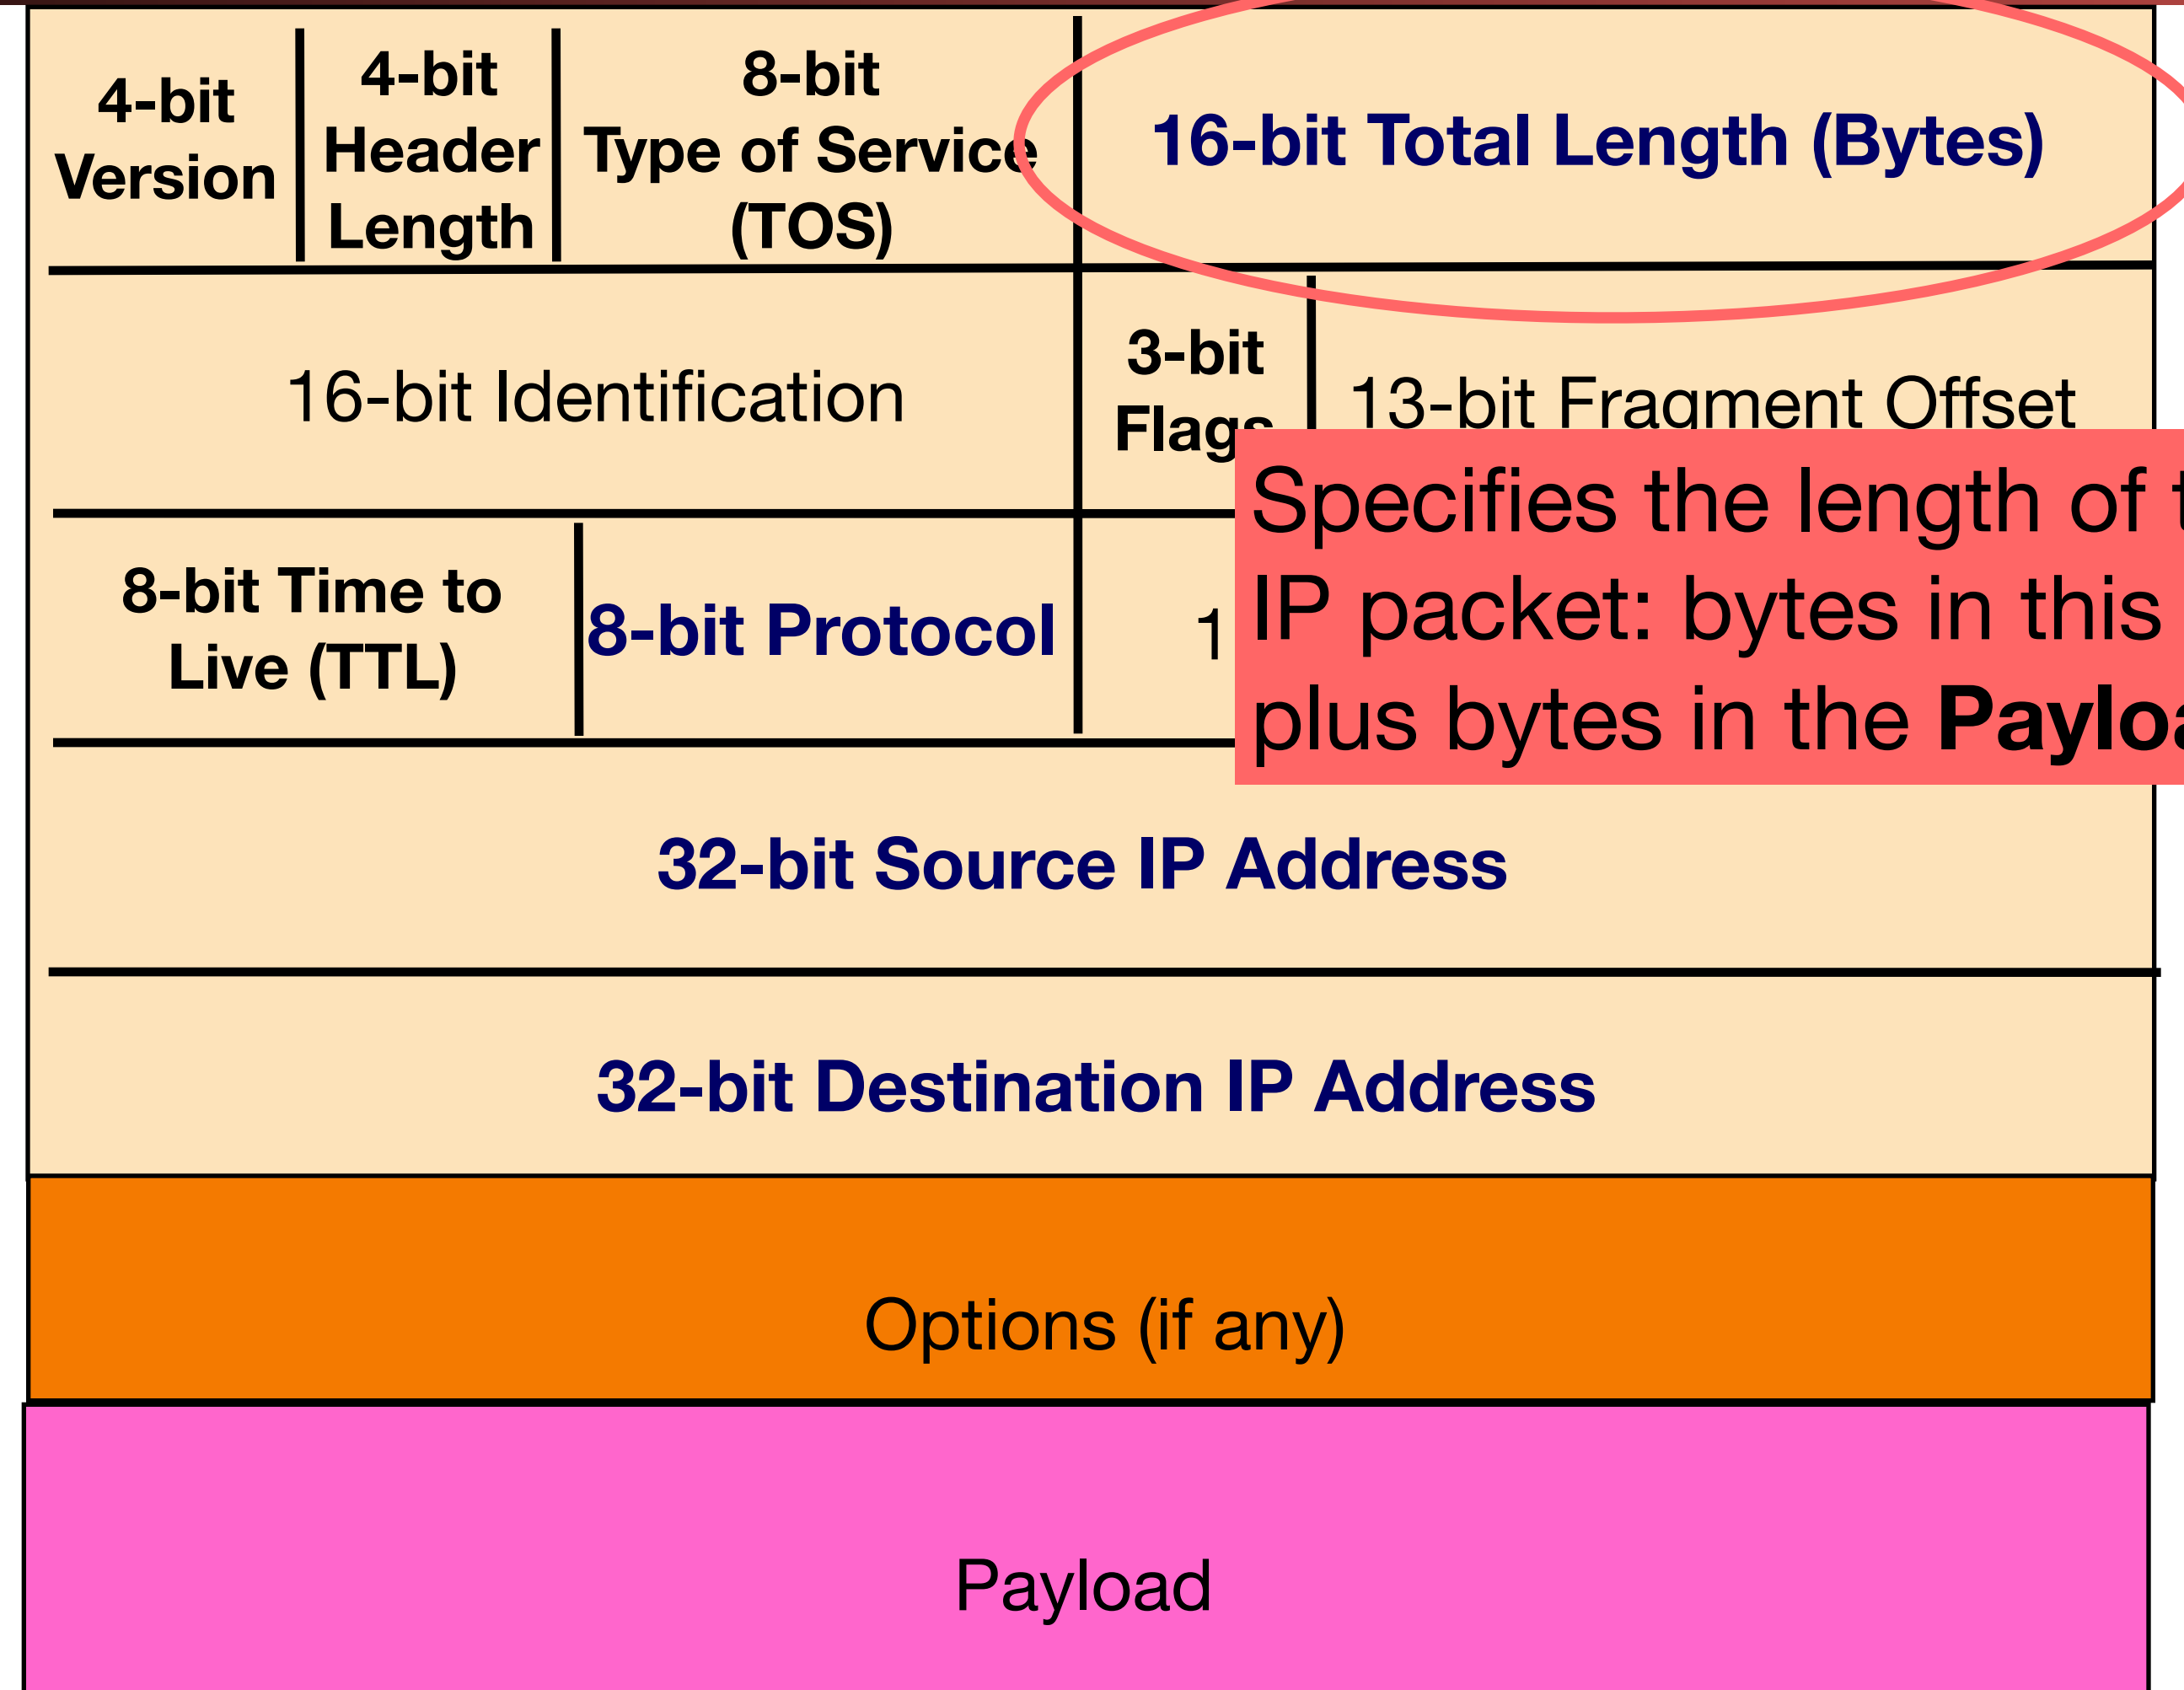 4-bit
Version
4-bit
Header
Length
8-bit
Type of Service
(TOS)
16-bit Total Length (Bytes)
16-bit Identification
3-bit
Flags
13-bit Fragment Offset
8-bit Time to
Live (TTL)
8-bit Protocol
1
Specifies the length of
IP packet: bytes in this
plus bytes in the
32-bit Source IP Address
32-bit Destination IP Address
Options (if any)
Payload